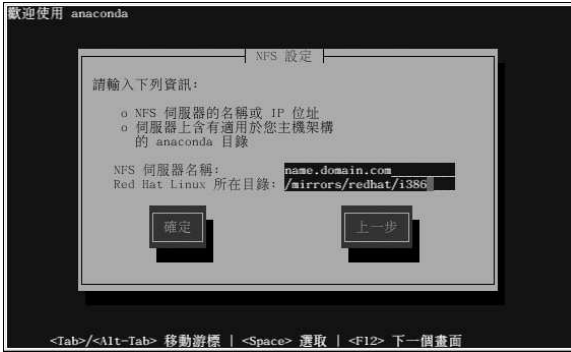 歡迎使用 anaconda
NFS 設定
請輸入下列資訊:
o NFS 伺服器的名稱或 IP 位址
o 伺服器上含有適用於您主機架構
的 anaconda 目錄
NFS 伺服器名稱: name.domain.com
Red Hat Linux 所在目錄: /mirrors/redhat/i386
確定 上一步
<Tab>/<Alt-Tab> 移動游標 | <Space> 選取 | <F12> 下一個畫面